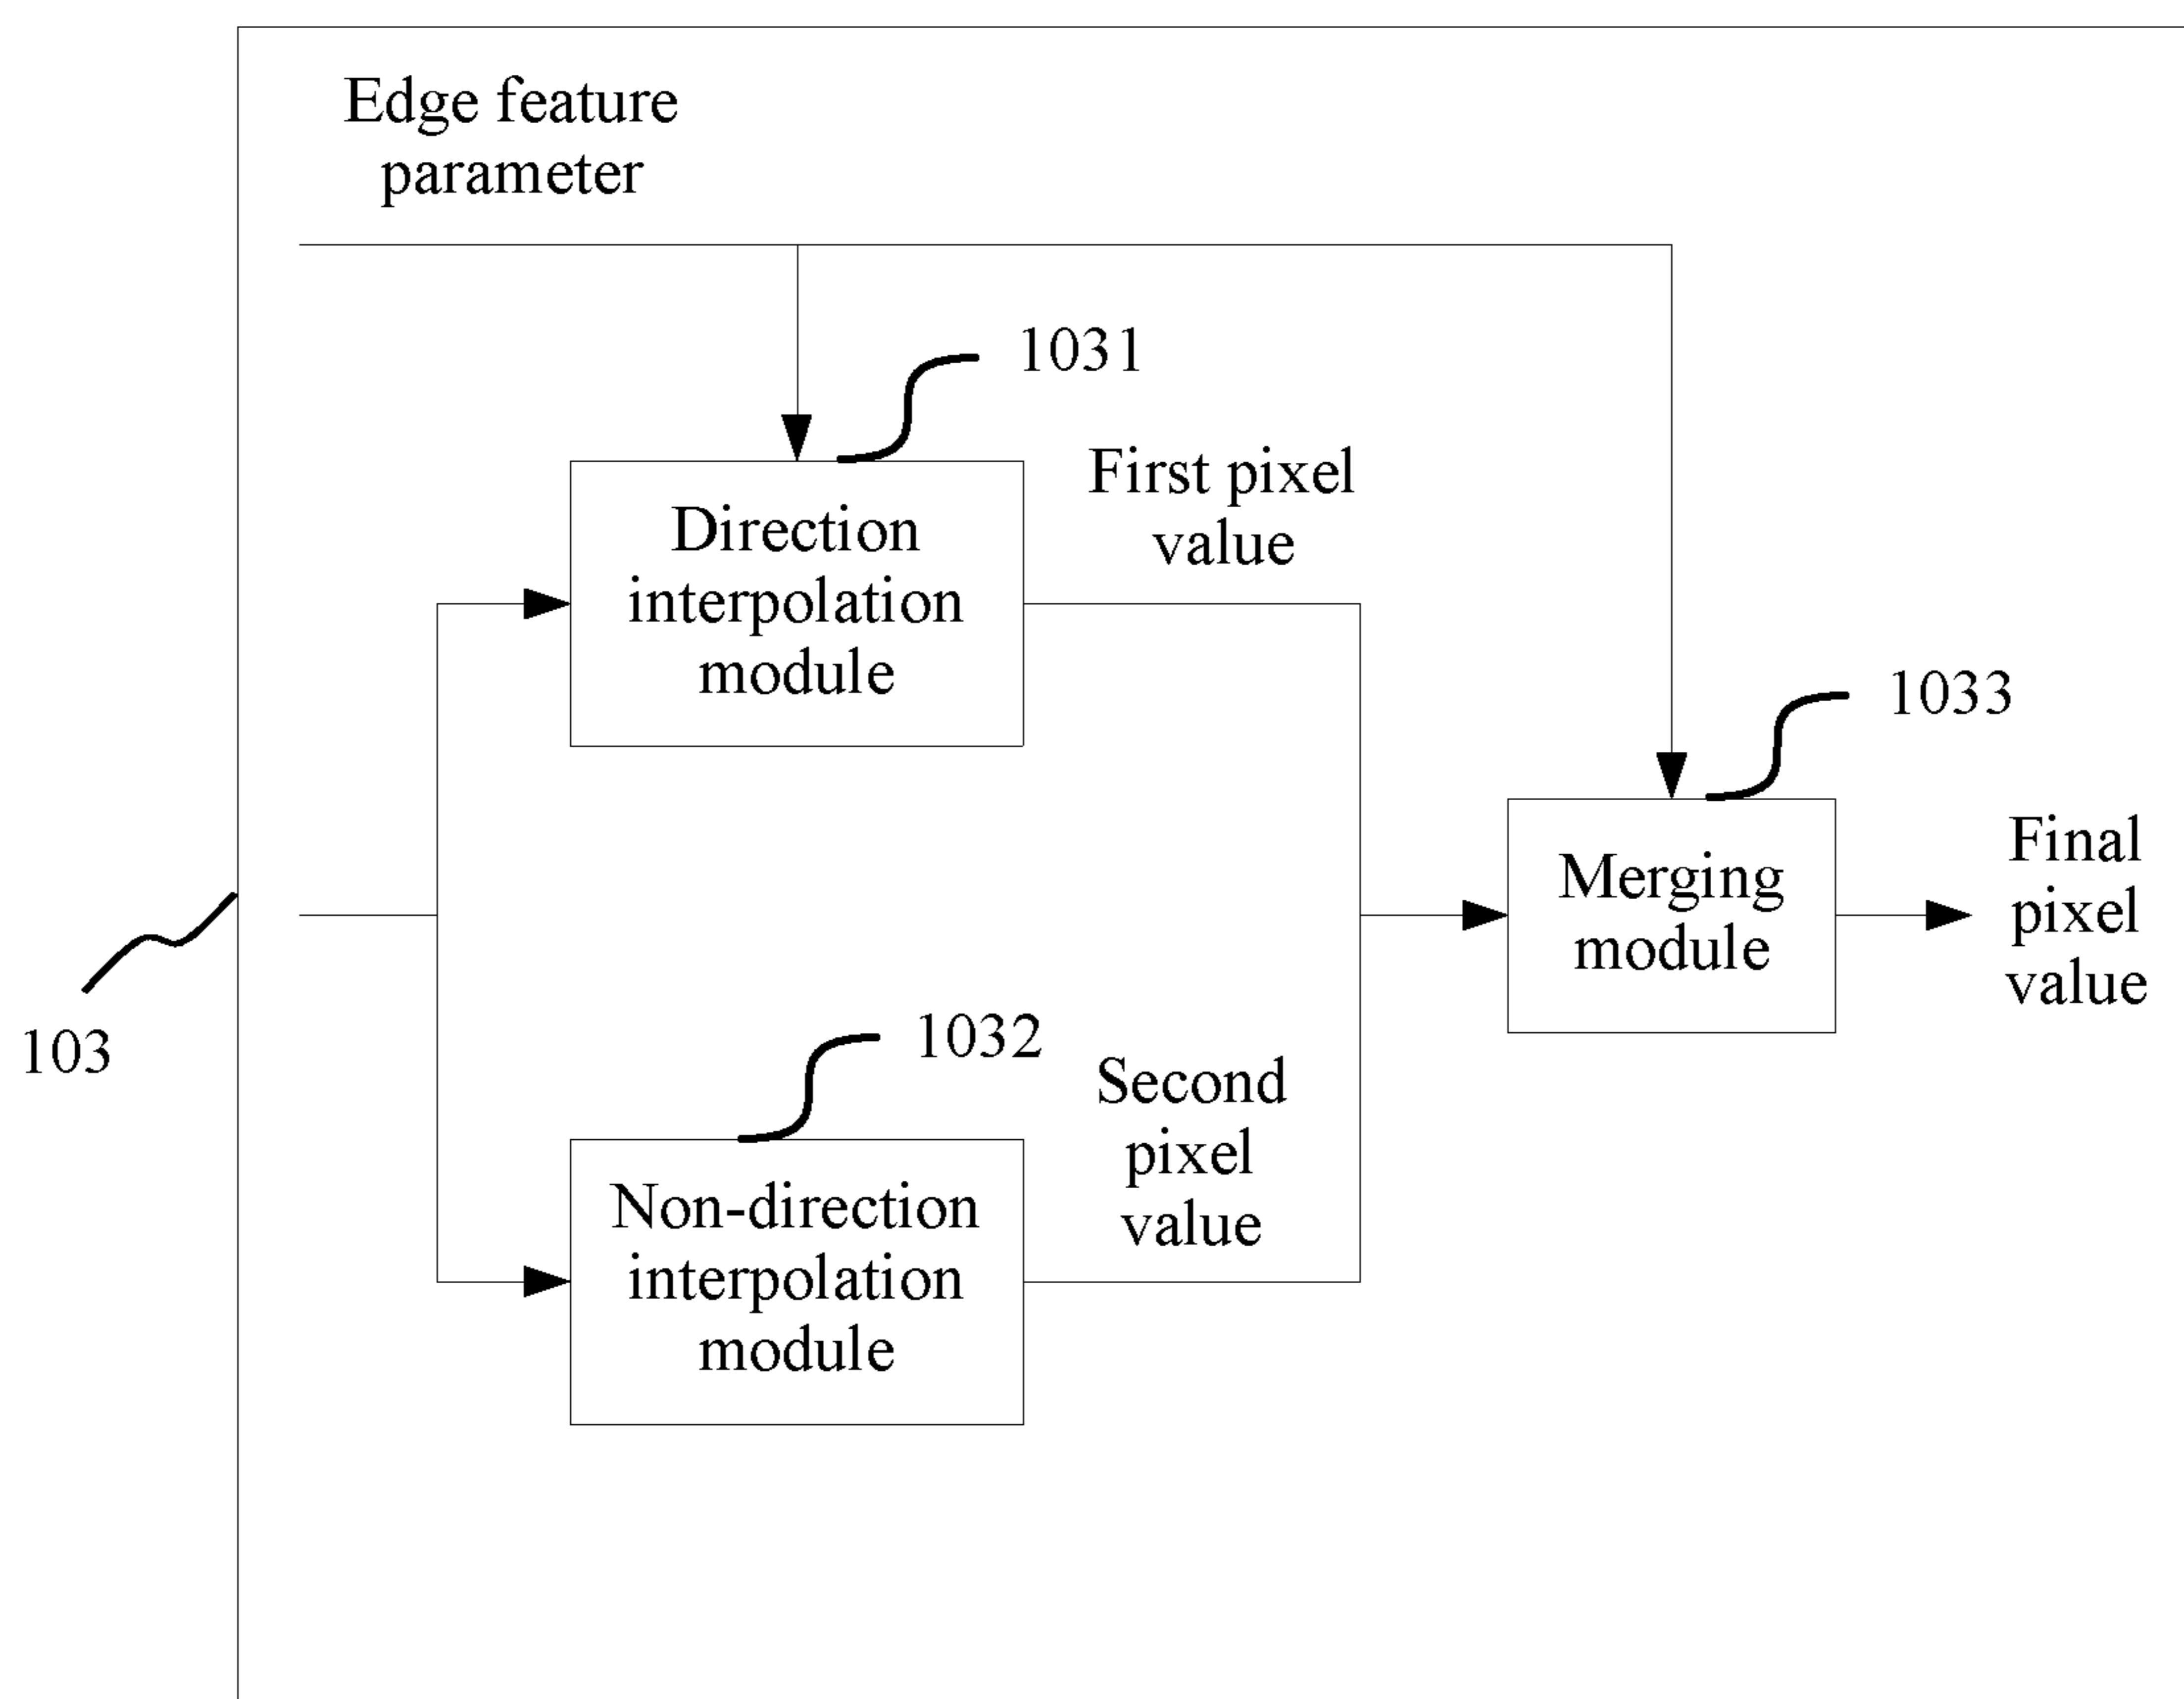 Edge feature
parameter
1031
First pixel
value
Direction
interpolation
module
1033
Merging
module
Final
pixel
value
103
1032
Second
pixel
value
Non-direction
interpolation
module